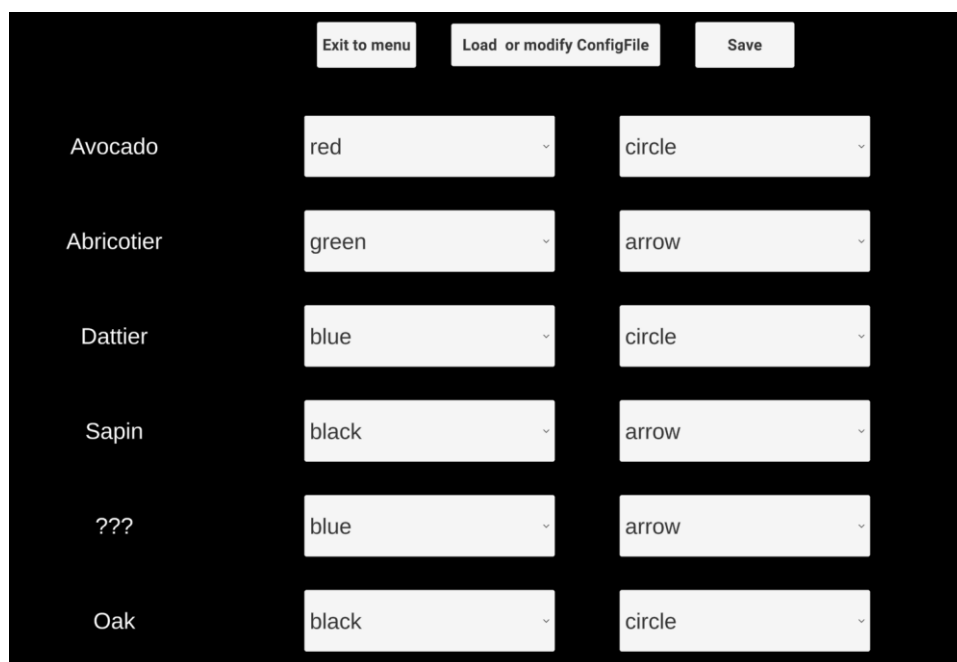 Exit to menu Load or modify ConfigFile Save
Avocado red circle
Abricotier green arrow
Dattier blue circle
Sapin black arrow
??? blue arrow
Oak black circle